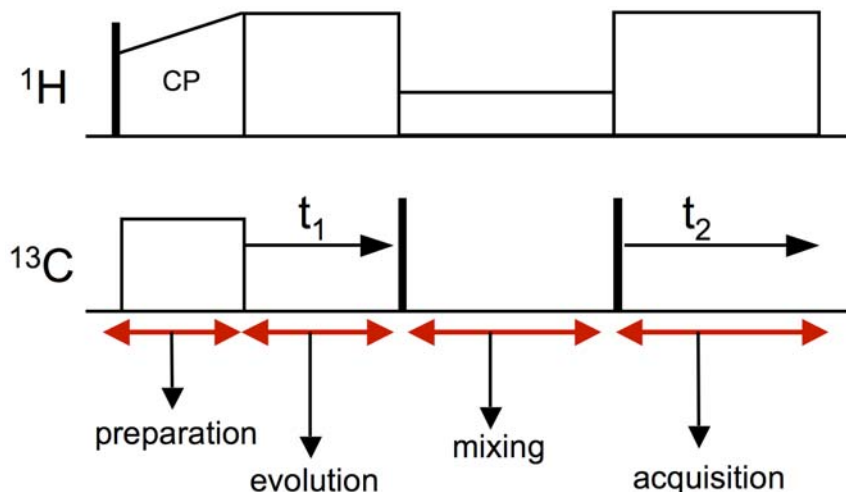 ¹H
CP
¹³C
t₁
t₂
preparation
evolution
mixing
acquisition